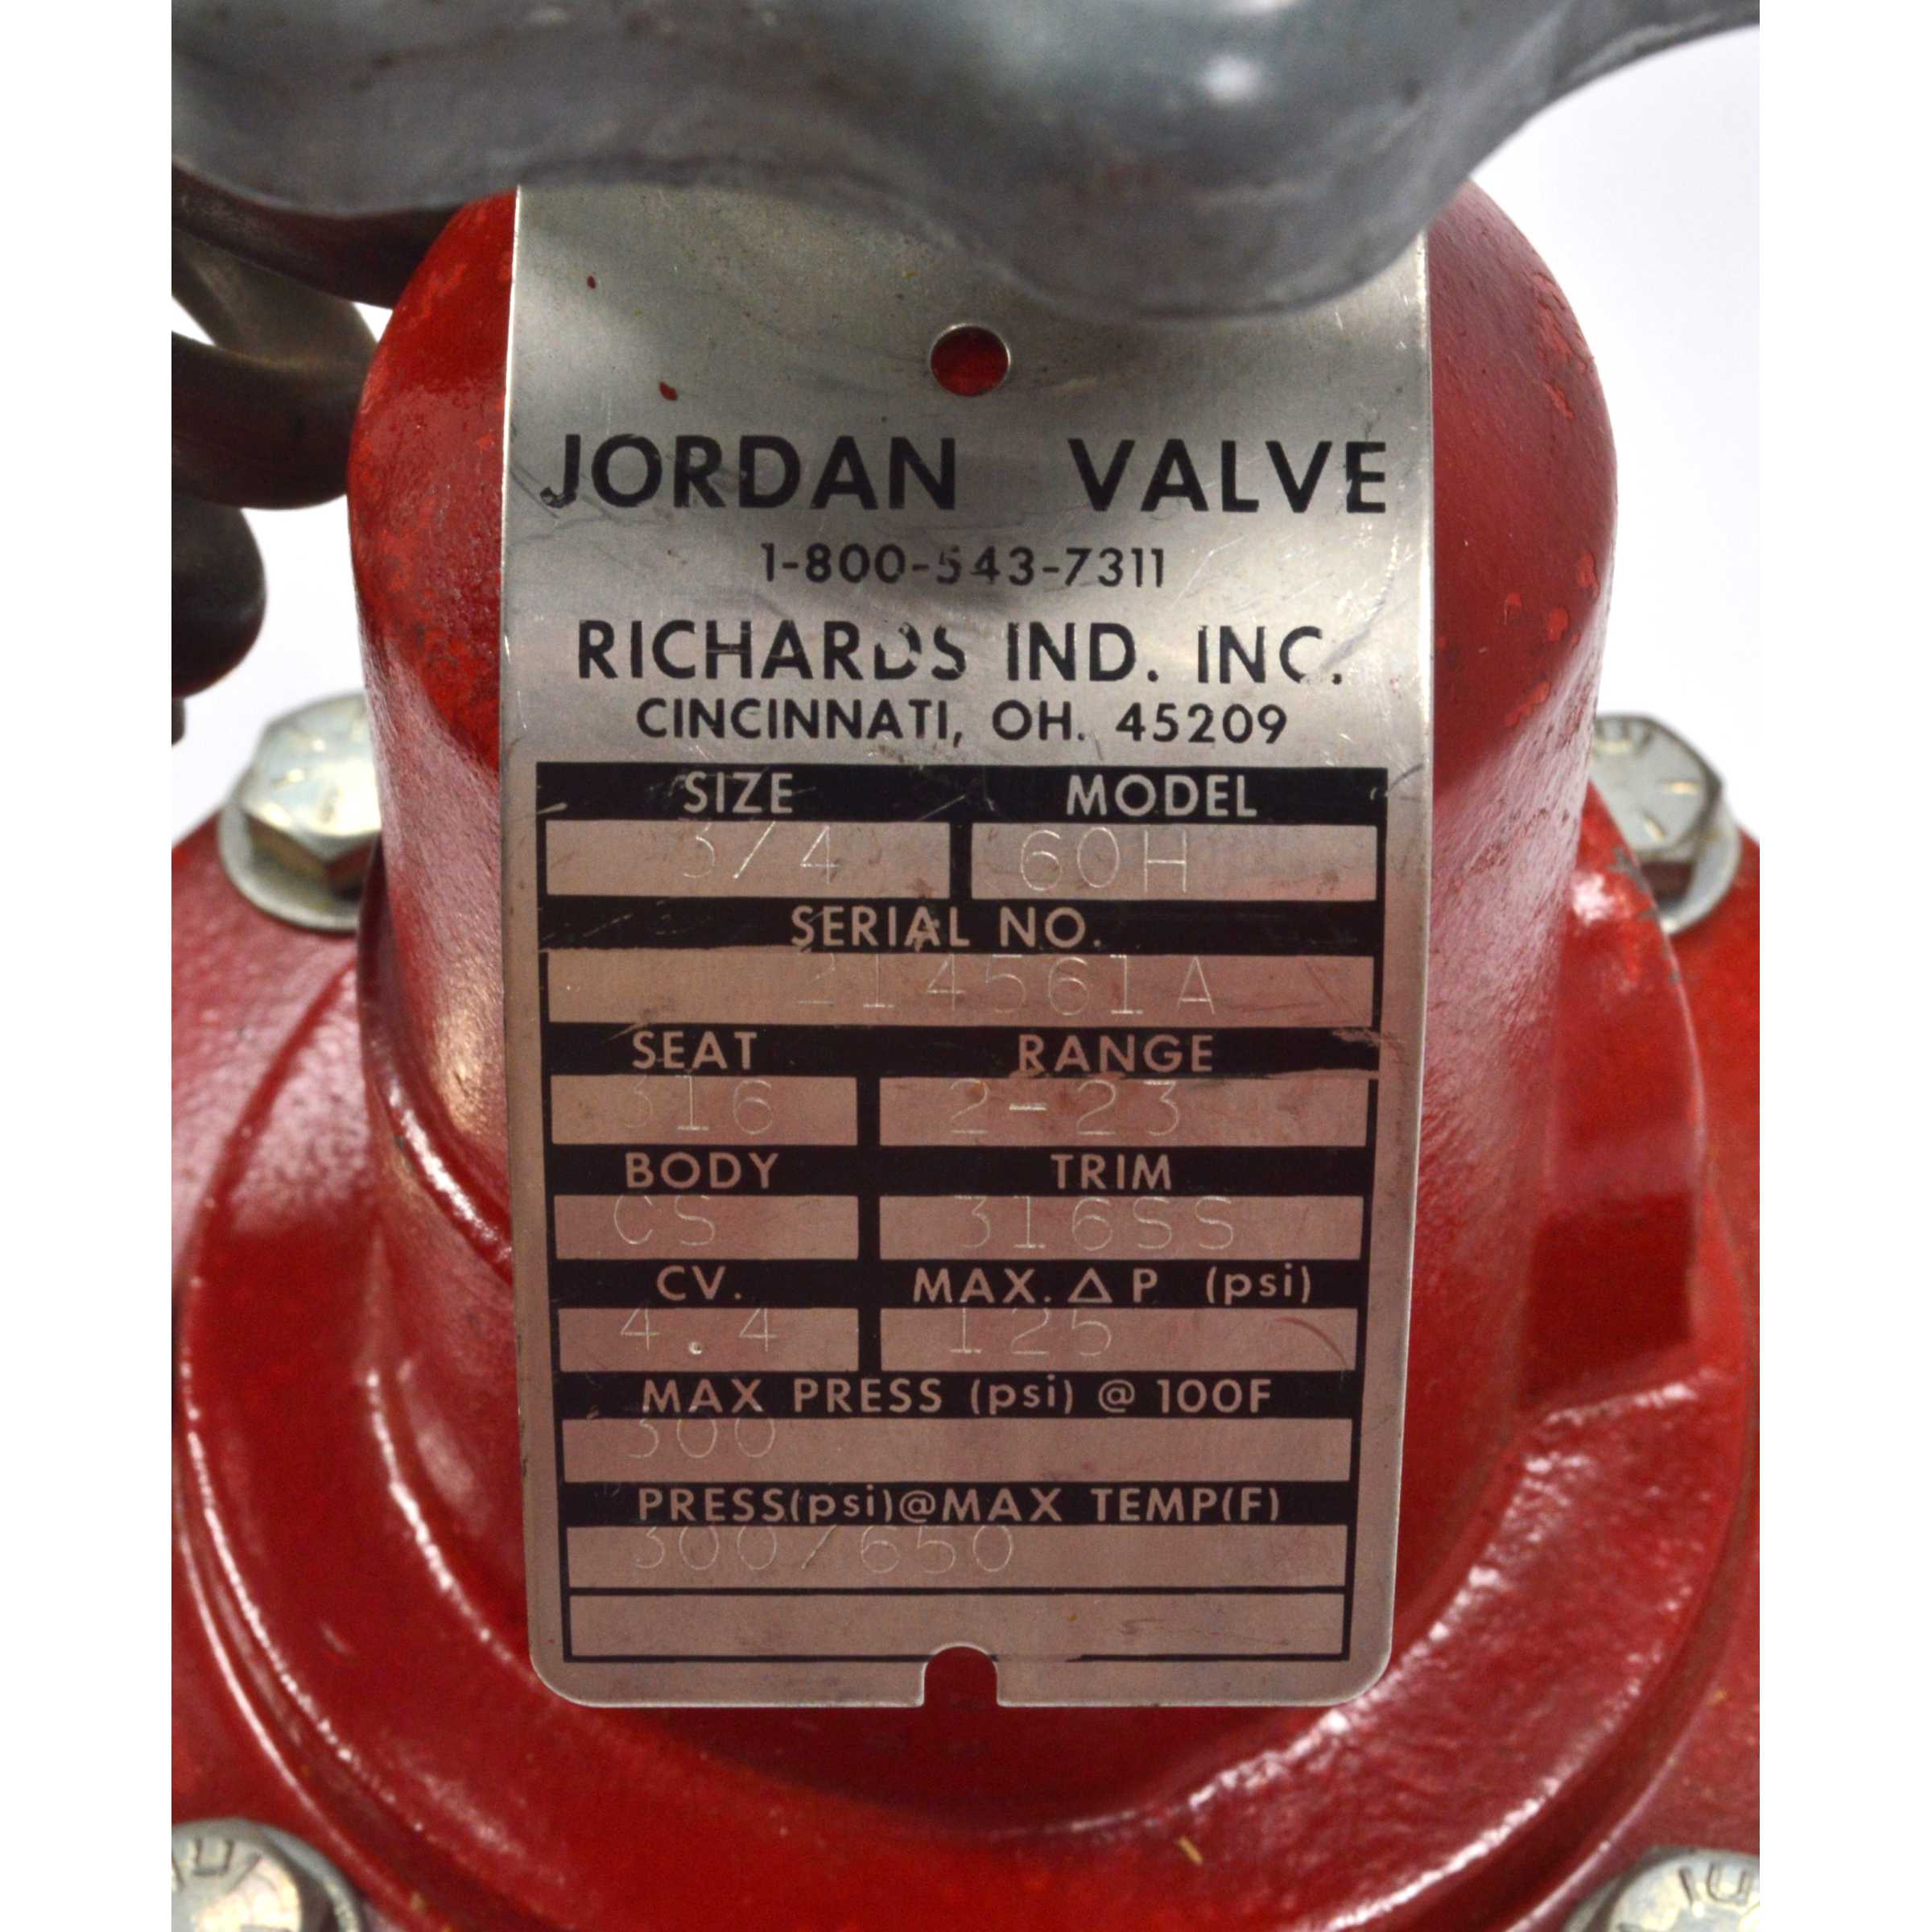 JORDAN VALVE
1-800-543-7311
RICHARDS IND. INC.
CINCINNATI, OH. 45209
SIZE MODEL
3/4 60H
SERIAL NO.
214561A
SEAT RANGE
316 2-23
BODY TRIM
CS 316SS
CV. MAX. Δ P (psi)
4.4 125
MAX PRESS (psi) @ 100F
300
PRESS(psi)@MAX TEMP(F)
300/650